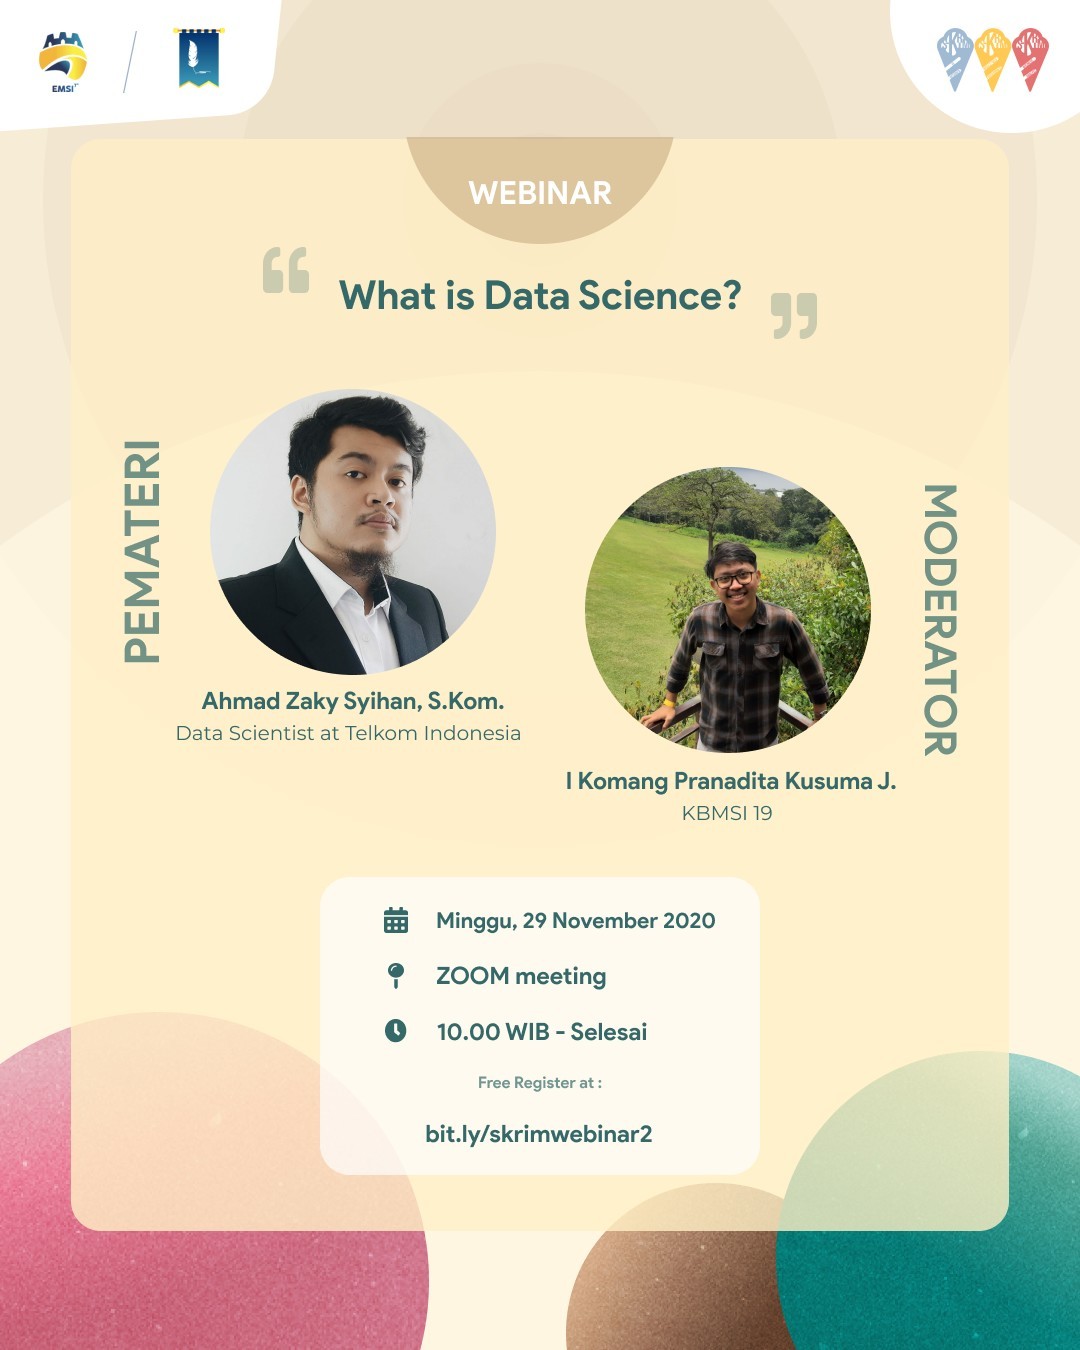 EMSI
WEBINAR
“ What is Data Science? ”
PEMATERI
Ahmad Zaky Syihan, S.Kom.
Data Scientist at Telkom Indonesia
MODERATOR
I Komang Pranadita Kusuma J.
KBMSI 19
Minggu, 29 November 2020
ZOOM meeting
10.00 WIB - Selesai
Free Register at :
bit.ly/skrimwebinar2